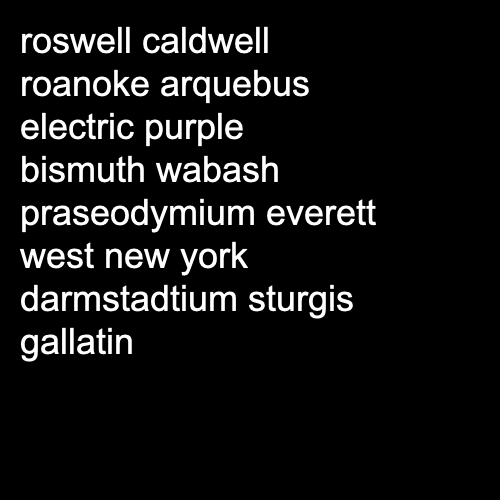 roswell caldwell
roanoke arquebus
electric purple
bismuth wabash
praseodymium everett
west new york
darmstadtium sturgis
gallatin